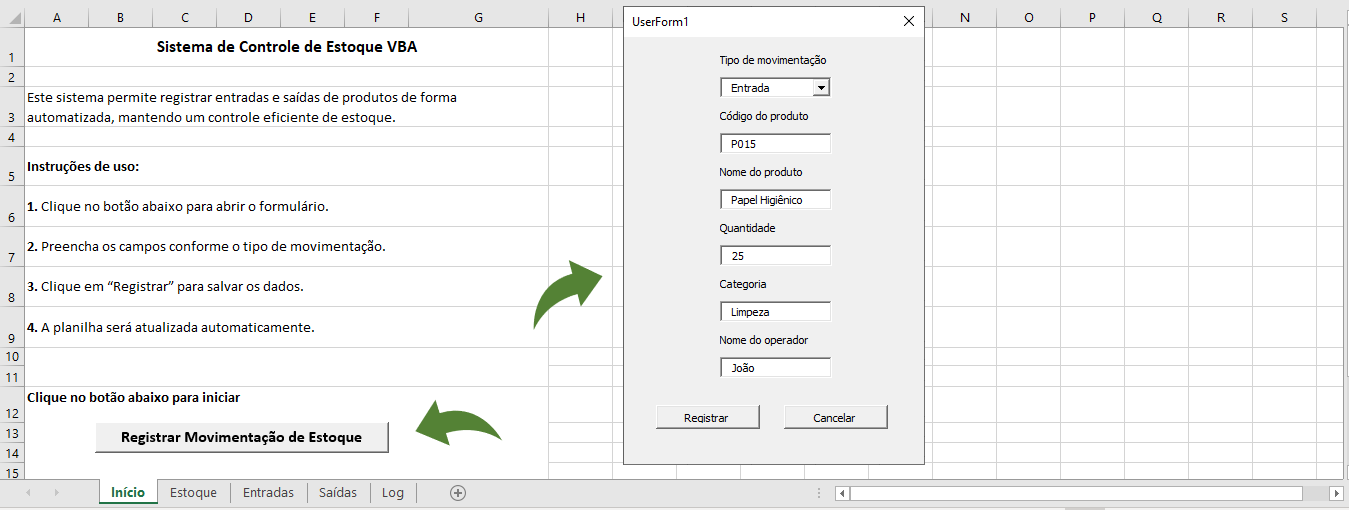 A B C D E F G H N O P Q R S
1 Sistema de Controle de Estoque VBA
2
3 Este sistema permite registrar entradas e saídas de produtos de forma
automatizada, mantendo um controle eficiente de estoque.
4
5 Instruções de uso:
6 1. Clique no botão abaixo para abrir o formulário.
7 2. Preencha os campos conforme o tipo de movimentação.
8 3. Clique em “Registrar” para salvar os dados.
9 4. A planilha será atualizada automaticamente.
10
11
12 Clique no botão abaixo para iniciar
13 Registrar Movimentação de Estoque
14
15
UserForm1
Tipo de movimentação
Entrada
Código do produto
P015
Nome do produto
Papel Higiênico
Quantidade
25
Categoria
Limpeza
Nome do operador
João
Registrar Cancelar
Início Estoque Entradas Saídas Log